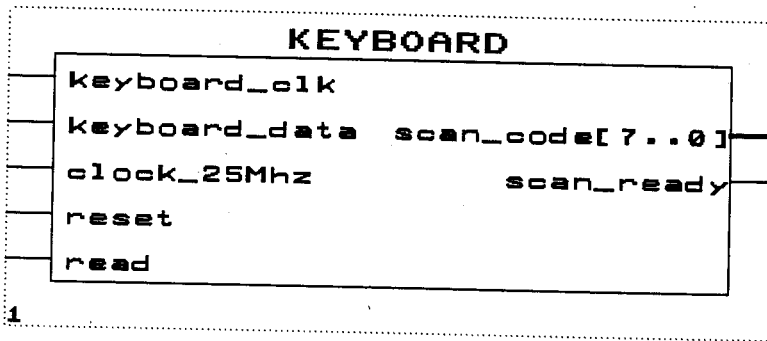 KEYBOARD
keyboard_clk
keyboard_data scan_code[7..0]
clock_25Mhz scan_ready
reset
read
1